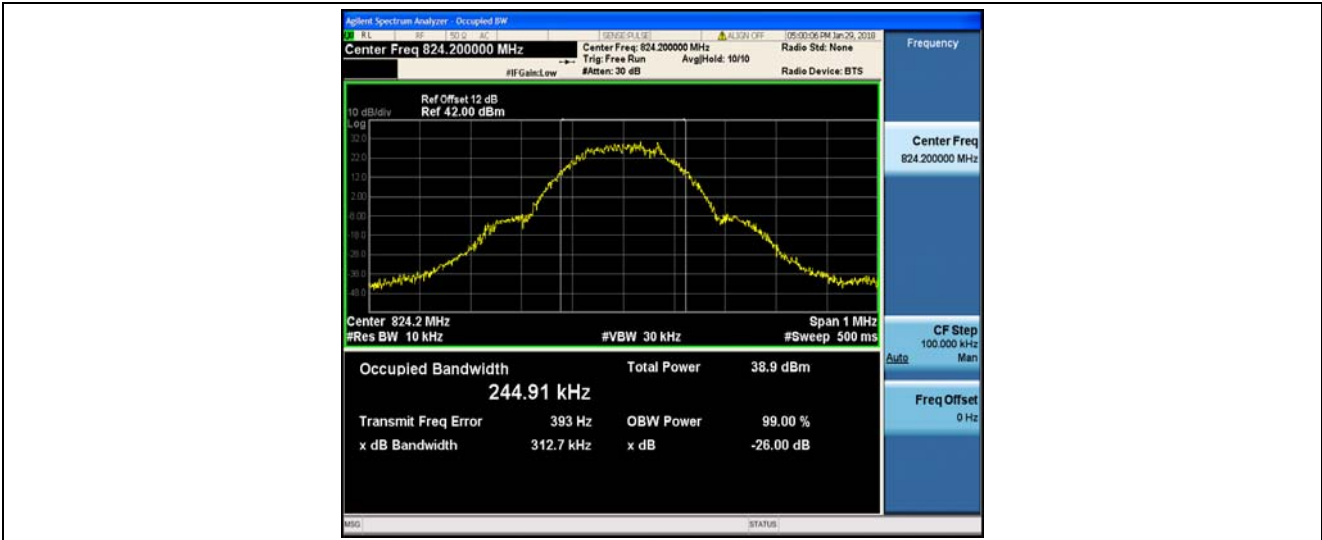 Agilent Spectrum Analyzer - Occupied BW
RL RF 50 Ω AC SENSE:PULSE ALIGN OFF 05:00:06 PM Jan 29, 2018
Center Freq 824.200000 MHz
Center Freq: 824.200000 MHz Radio Std: None
Trig: Free Run Avg|Hold: 10/10
#IFGain:Low #Atten: 30 dB Radio Device: BTS
Ref Offset 12 dB
10 dB/div Ref 42.00 dBm
Log
32.0
22.0
12.0
2.00
-8.00
-18.0
-28.0
-38.0
-48.0
Center 824.2 MHz Span 1 MHz
#Res BW 10 kHz #VBW 30 kHz #Sweep 500 ms
Occupied Bandwidth Total Power 38.9 dBm
244.91 kHz
Transmit Freq Error 393 Hz OBW Power 99.00 %
x dB Bandwidth 312.7 kHz x dB -26.00 dB
MSG STATUS
Frequency
Center Freq
824.200000 MHz
CF Step
100.000 kHz
Auto Man
Freq Offset
0 Hz